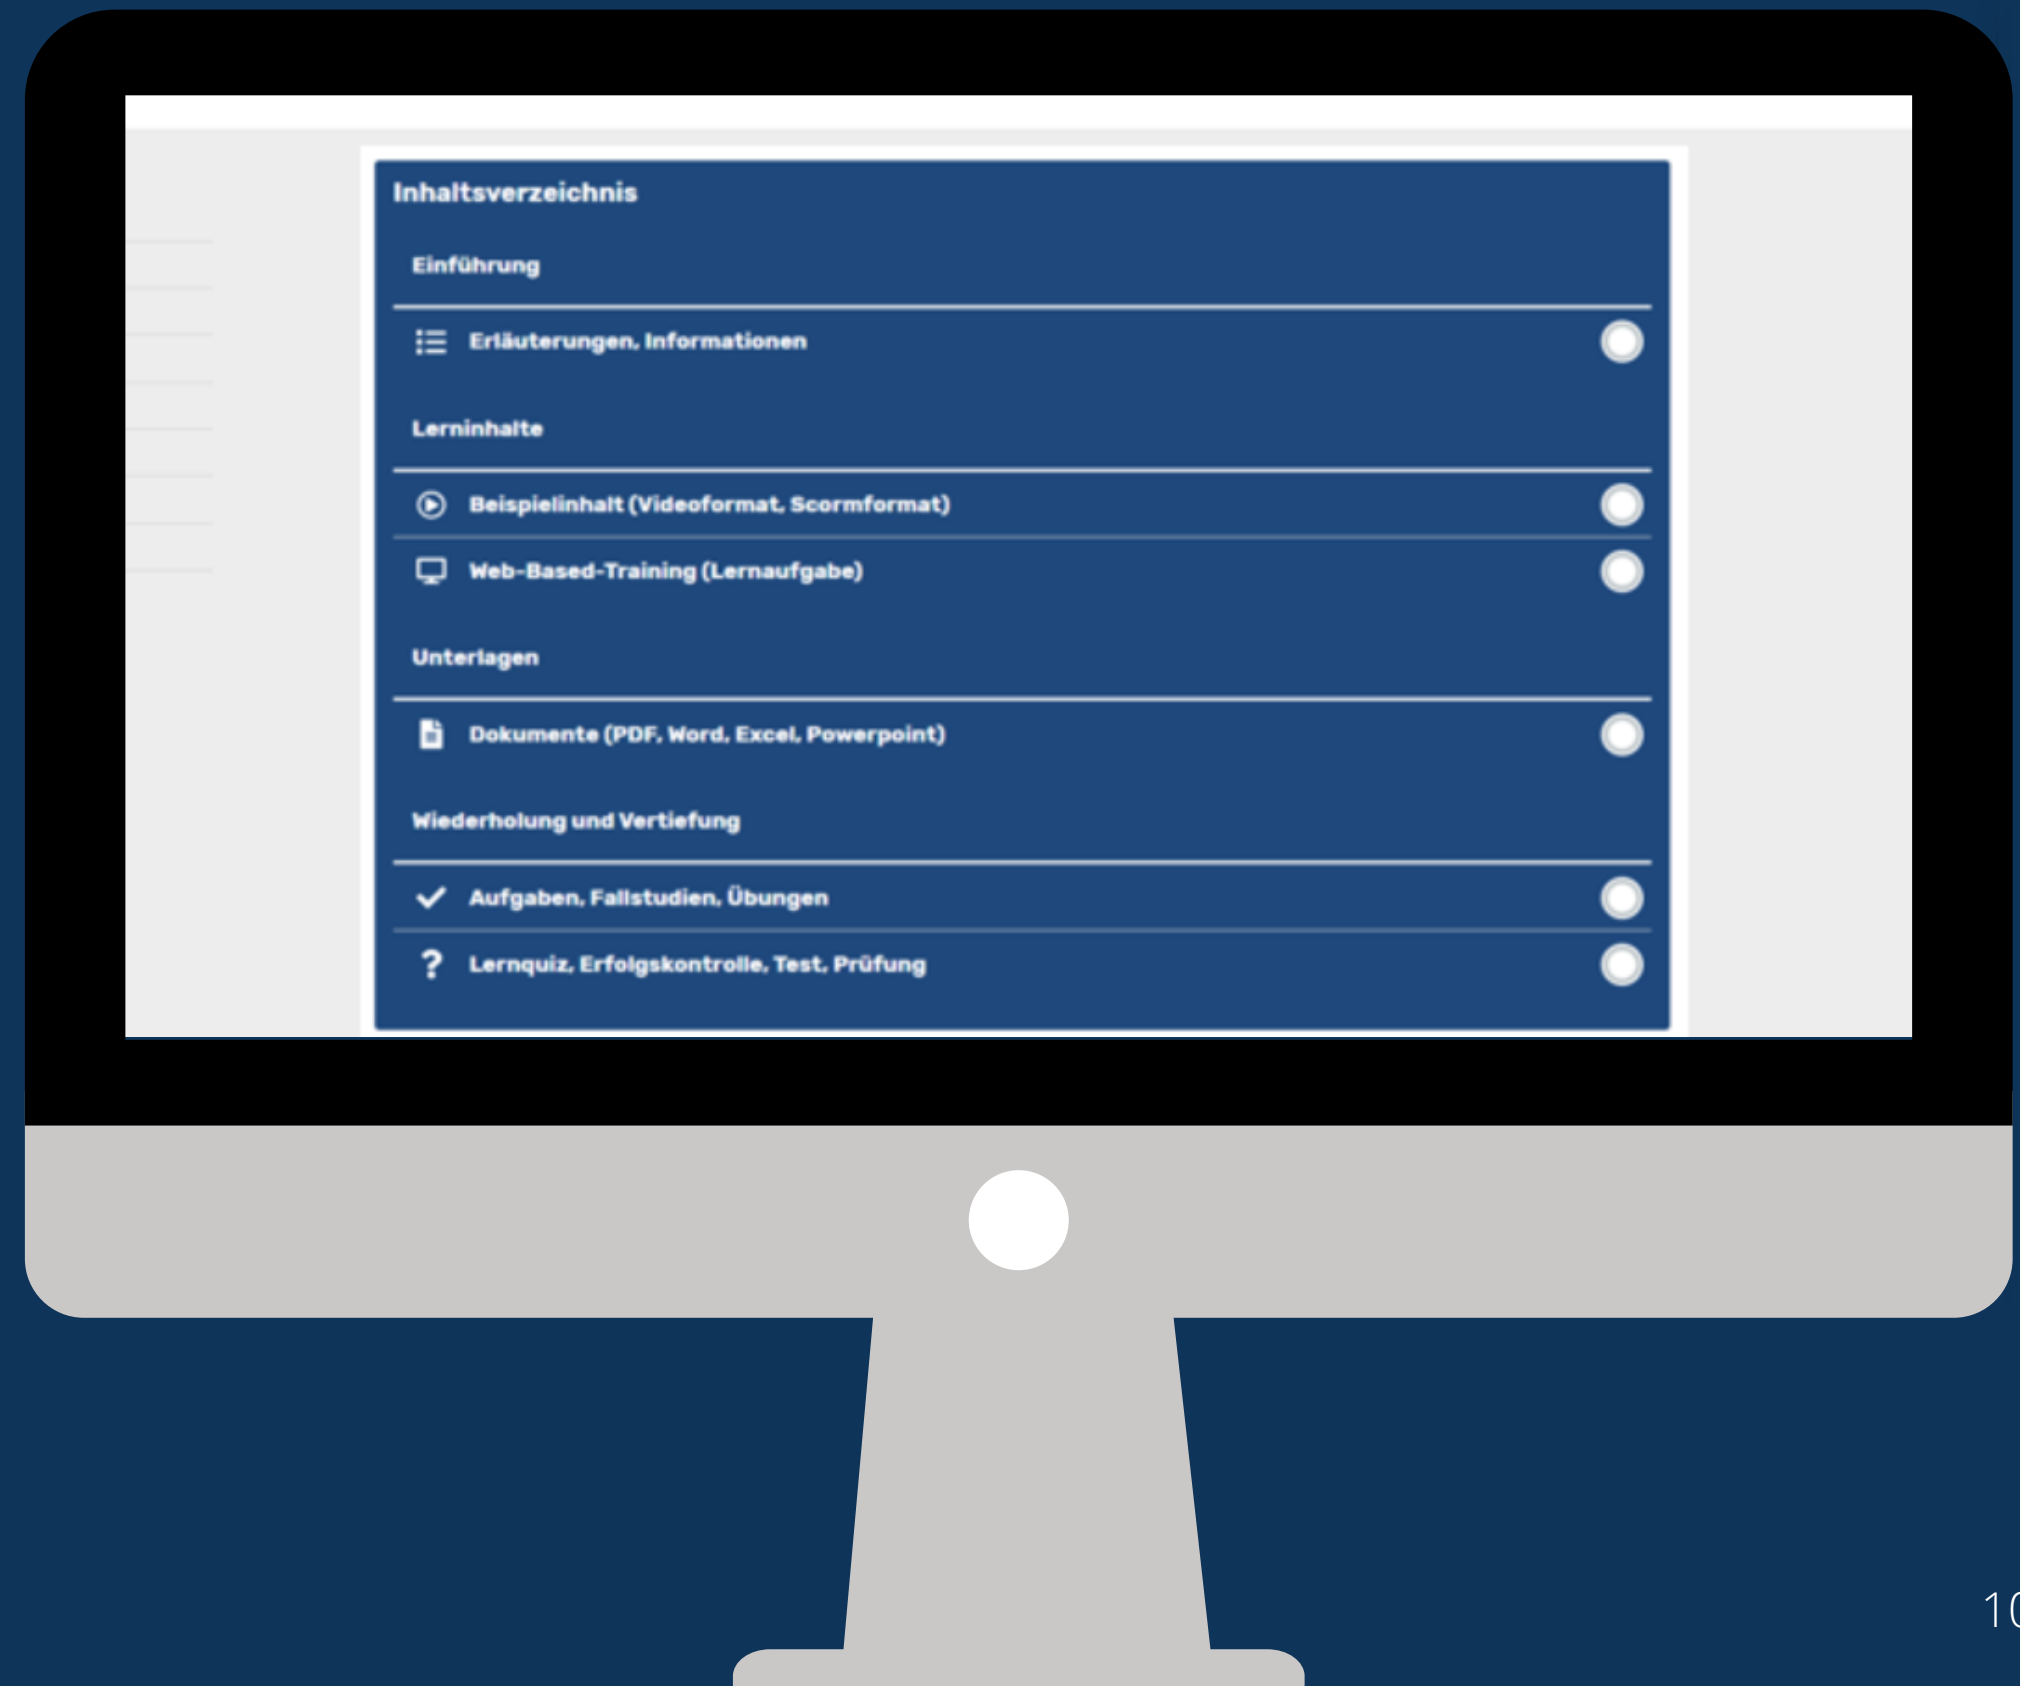 Inhaltsverzeichnis
Einführung
Erläuterungen, Informationen
Lerninhalte
Beispielinhalt (Videoformat, Scormformat)
Web-Based-Training (Lernaufgabe)
Unterlagen
Dokumente (PDF, Word, Excel, Powerpoint)
Wiederholung und Vertiefung
Aufgaben, Fallstudien, Übungen
Lernquiz, Erfolgskontrolle, Test, Prüfung
10